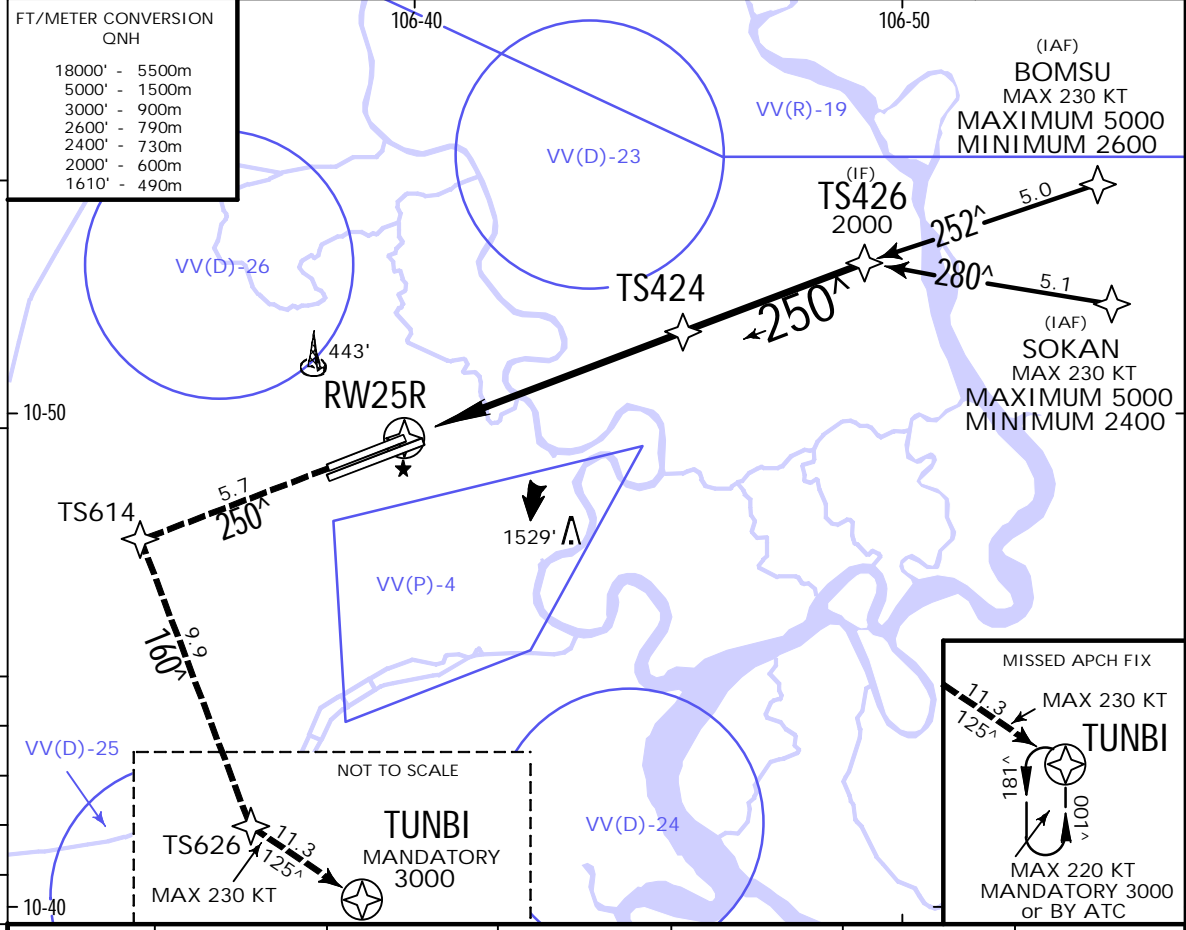 FT/METER CONVERSION
QNH
18000' - 5500m
5000' - 1500m
3000' - 900m
2600' - 790m
2400' - 730m
2000' - 600m
1610' - 490m
106-40
106-50
VV(R)-19
VV(D)-23
VV(D)-26
(IAF)
BOMSU
MAX 230 KT
MAXIMUM 5000
MINIMUM 2600
(IF)
TS426
2000
5.0
252^
280^
5.1
(IAF)
SOKAN
MAX 230 KT
MAXIMUM 5000
MINIMUM 2400
TS424
250^
443'
RW25R
10-50
5.7
250^
TS614
1529'
VV(P)-4
9.9
160^
VV(D)-25
NOT TO SCALE
TUNBI
MANDATORY
3000
TS626
11.3
125^
MAX 230 KT
VV(D)-24
10-40
MISSED APCH FIX
11.3
125^
MAX 230 KT
TUNBI
181^
001^
MAX 220 KT
MANDATORY 3000
or BY ATC